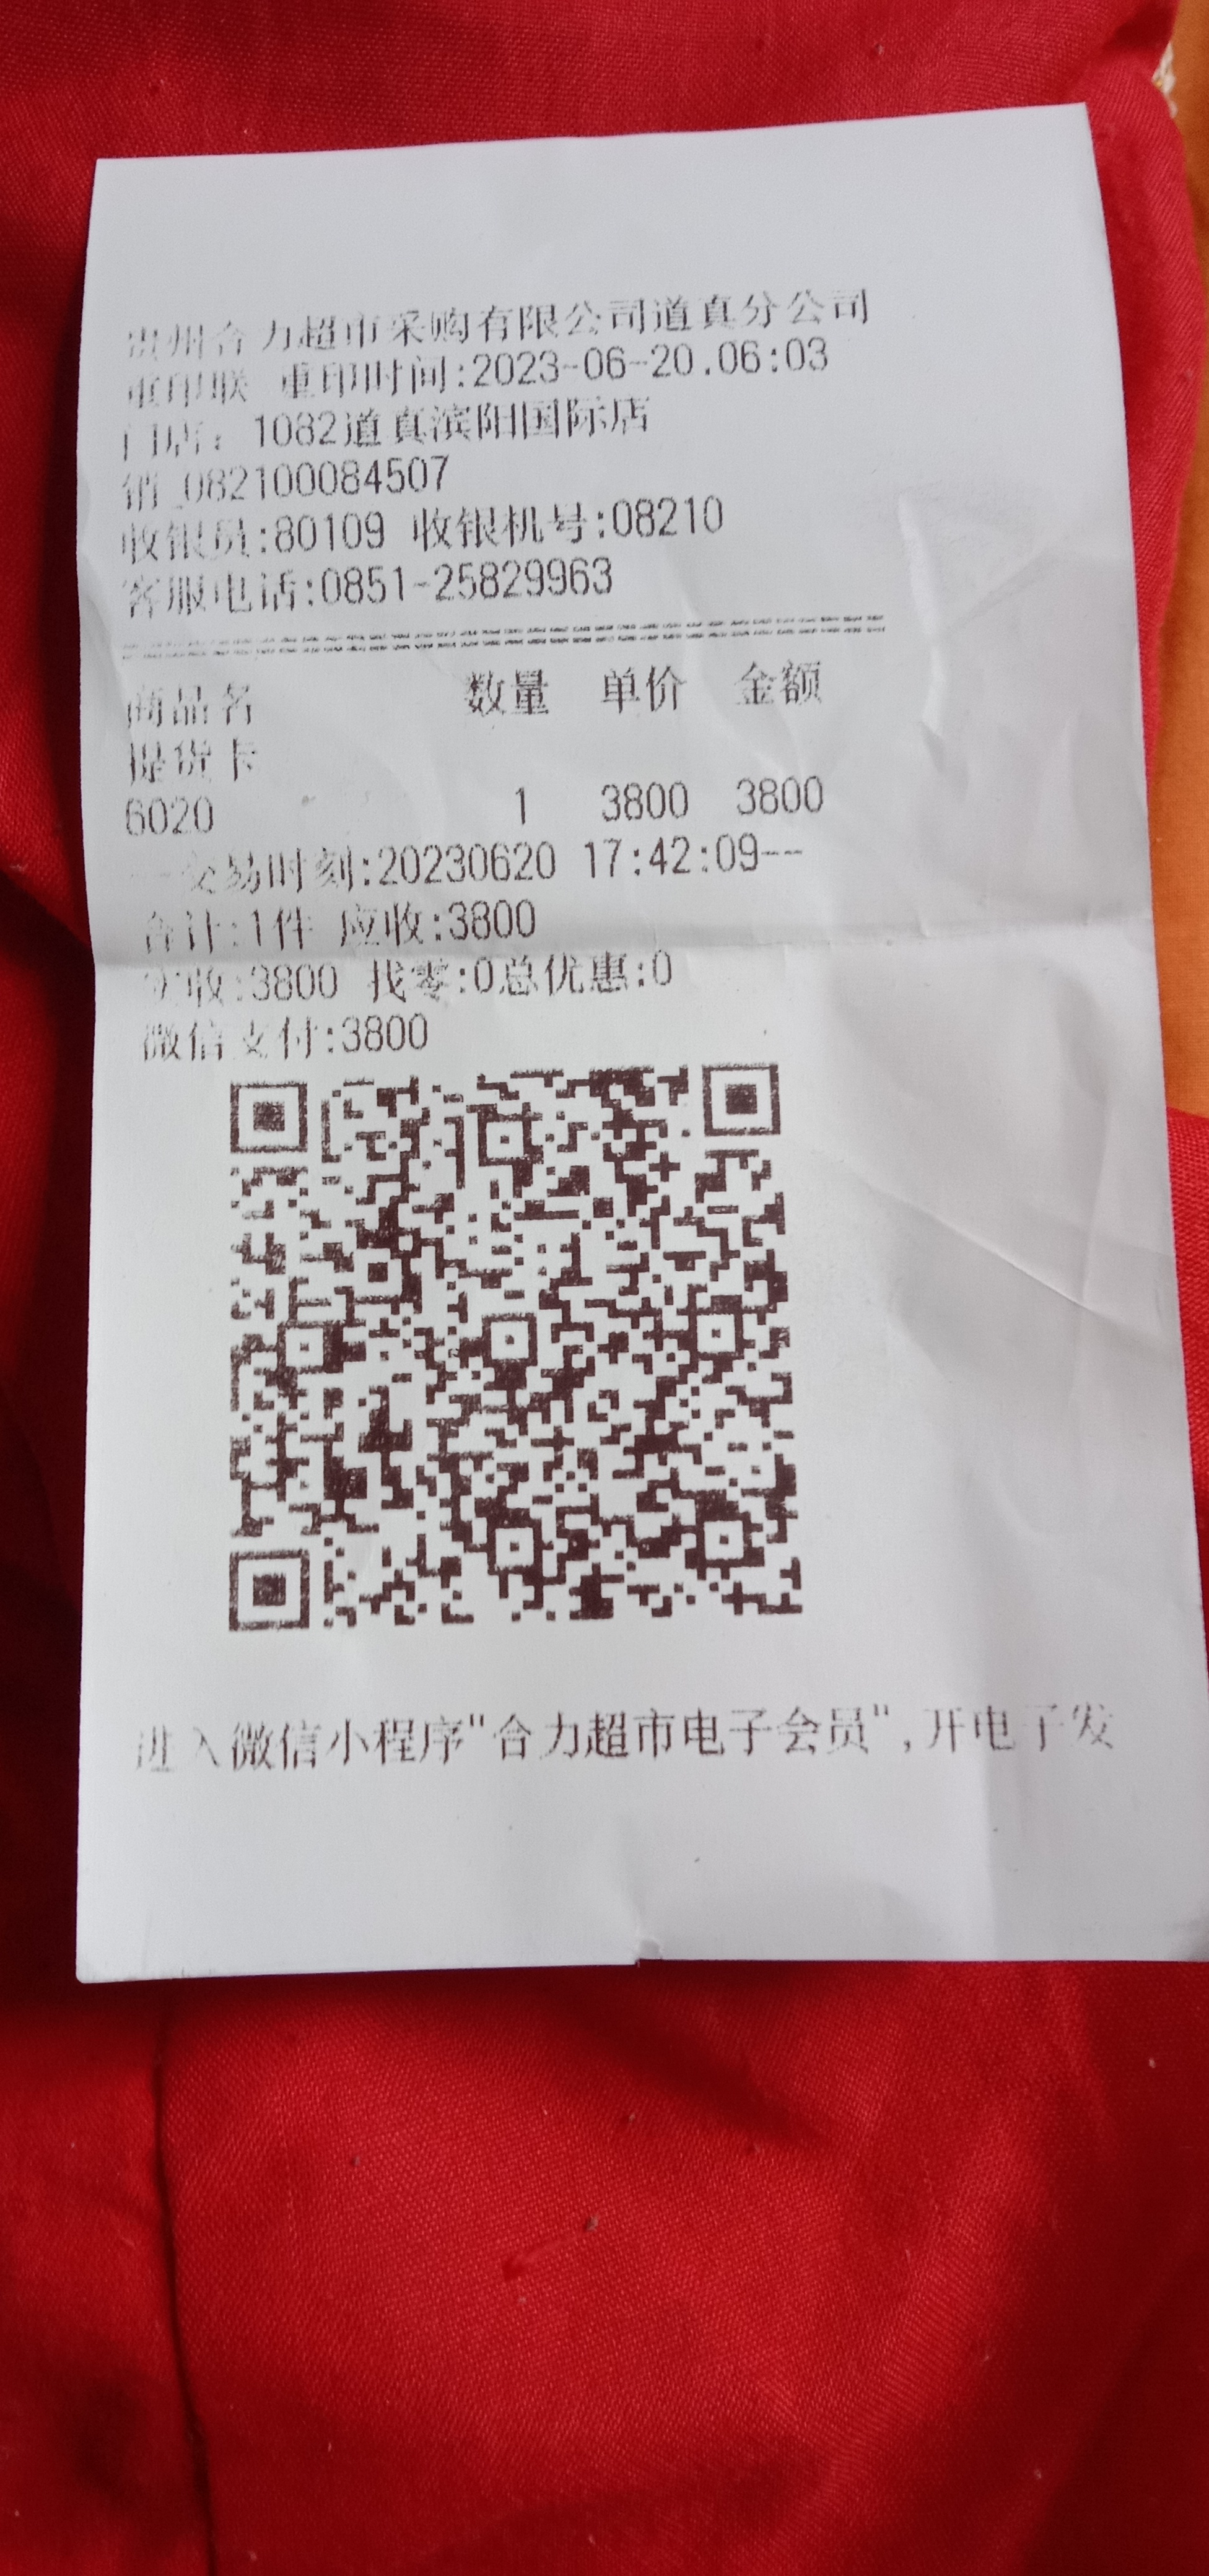 贵州合力超市采购有限公司道真分公司
重印联 重印时间:2023-06-20.06:03
门店: 1082道真滨阳国际店
销_082100084507
收银员:80109 收银机号:08210
客服电话:0851-25829963
商品名 数量 单价 金额
提货卡
6020 1 3800 3800
--交易时刻:20230620 17:42:09--
合计:1件 应收:3800
实收:3800 找零:0总优惠:0
微信支付:3800
进入微信小程序"合力超市电子会员",开电子发